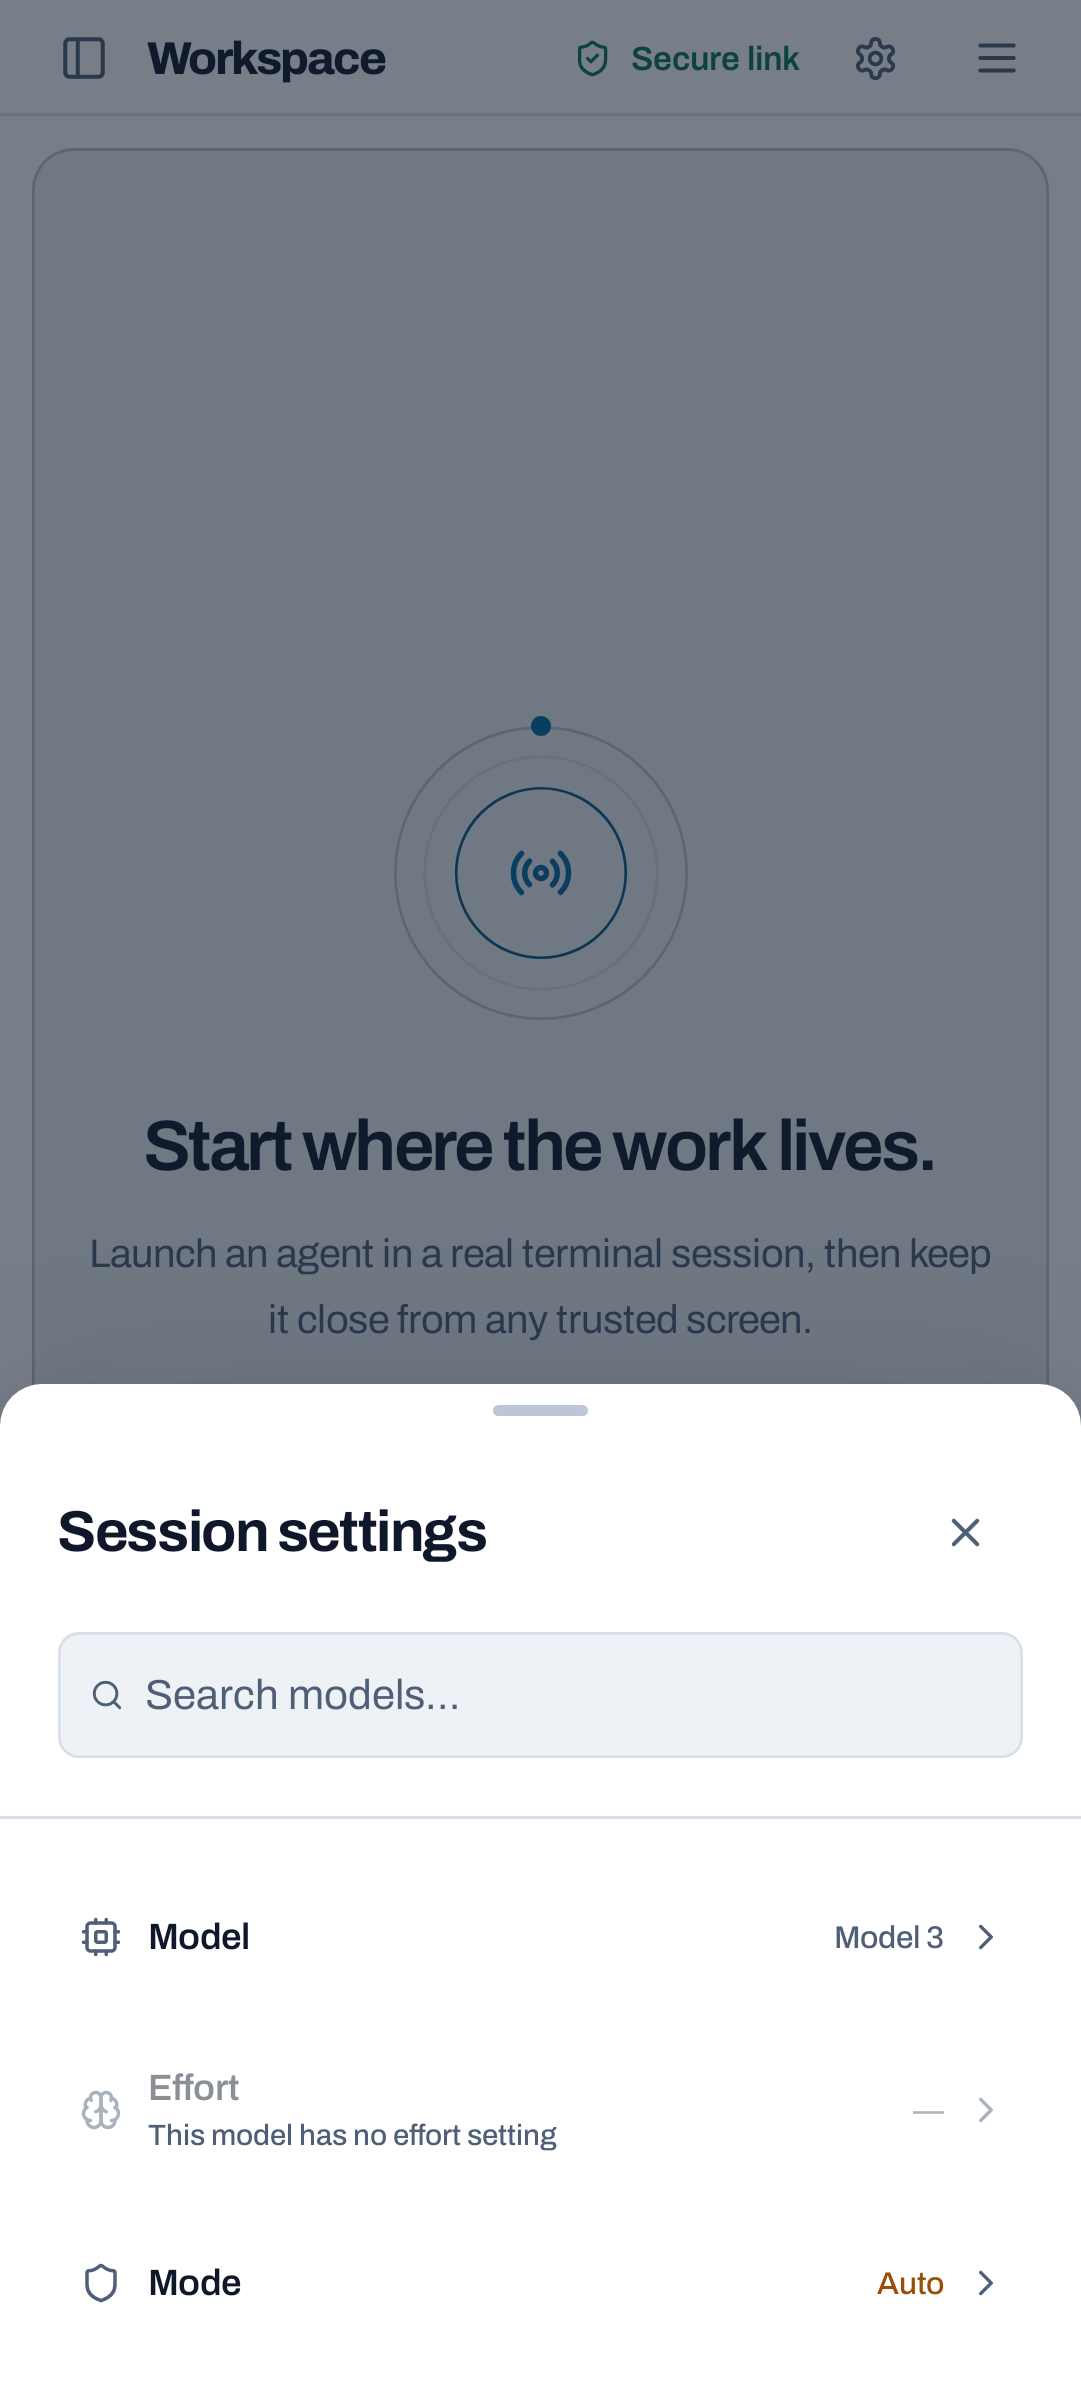 Workspace
Secure link
Start where the work lives.
Launch an agent in a real terminal session, then keep
it close from any trusted screen.
Session settings
Search models...
Model
Model 3
Effort
This model has no effort setting
—
Mode
Auto